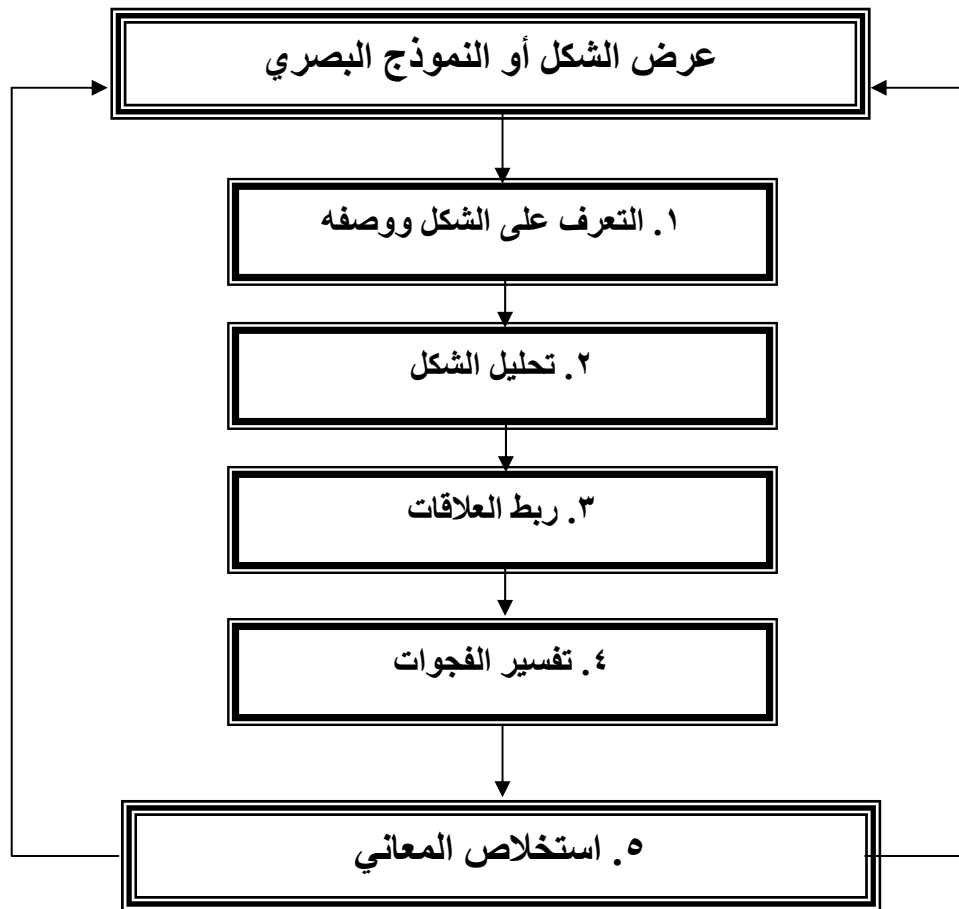 عرض الشكل أو النموذج البصري
١. التعرف على الشكل ووصفه
٢. تحليل الشكل
٣. ربط العلاقات
٤. تفسير الفجوات
٥. استخلاص المعاني